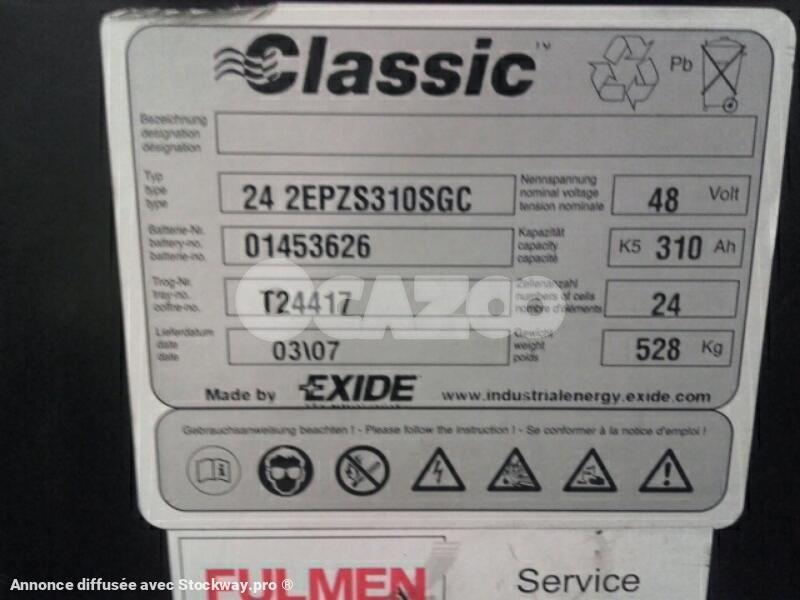 Classic™
Pb
Bezeichnung
designation
désignation
Typ
type
type
24 2EPZS310SGC
Nennspannung
nominal voltage
tension nominale
48 Volt
Batterie-Nr.
battery-no.
batterie-no.
01453626
Kapazität
capacity
capacité
K5 310 Ah
Trog-Nr.
tray-no.
coffre-no.
T24417
Zellenanzahl
numbers of cells
nombre d'éléments
24
Lieferdatum
date
date
03\07
Gewicht
weight
poids
528 Kg
OCAZOO
Made by EXIDE www.industrialenergy.exide.com
Gebrauchsanweisung beachten ! - Please follow the instruction ! - Se conformer à la notice d'emploi !
FULMEN Service
Annonce diffusée avec Stockway.pro ®